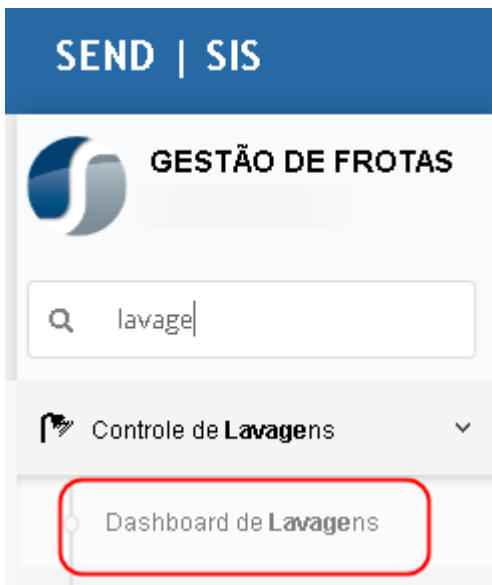 SEND | SIS
GESTÃO DE FROTAS
lavage
Controle de Lavagens
Dashboard de Lavagens